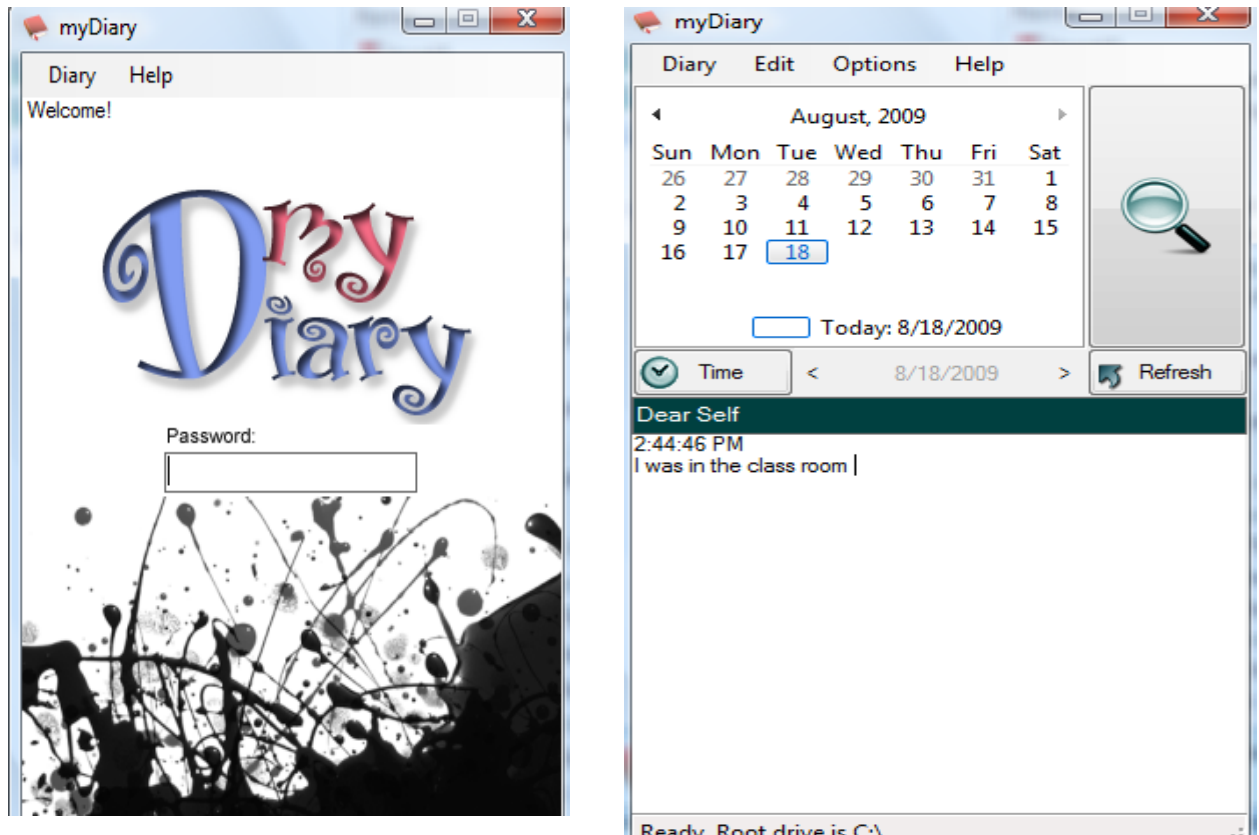 myDiary
Diary Help
Welcome!
my
Diary
Password:
myDiary
Diary Edit Options Help
August, 2009
Sun Mon Tue Wed Thu Fri Sat
26 27 28 29 30 31 1
2 3 4 5 6 7 8
9 10 11 12 13 14 15
16 17 18
Today: 8/18/2009
Time < 8/18/2009 > Refresh
Dear Self
2:44:46 PM
I was in the class room
Ready. Root drive is C:\